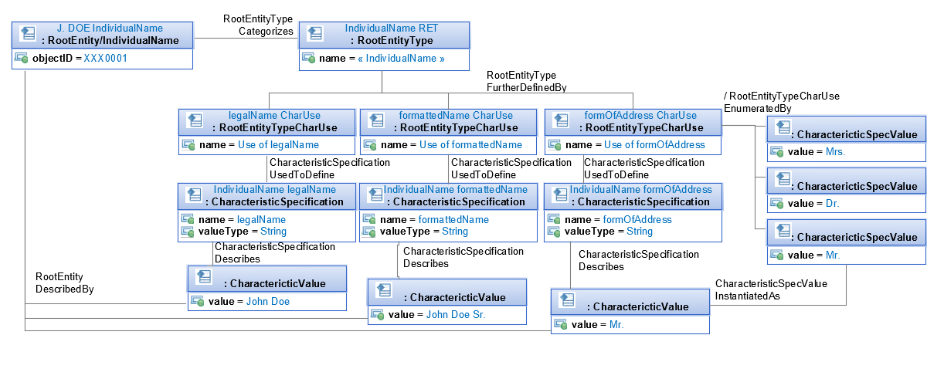 J. DOE IndividualName
: RootEntity/IndividualName
objectID = XXX0001
RootEntityType
Categorizes
IndividualName RET
: RootEntityType
name = « IndividualName »
RootEntityType
FurtherDefinedBy
legalName CharUse
: RootEntityTypeCharUse
name = Use of legalName
formattedName CharUse
: RootEntityTypeCharUse
name = Use of formattedName
formOfAddress CharUse
: RootEntityTypeCharUse
name = Use of formOfAddress
/ RootEntityTypeCharUse
EnumeratedBy
: CharactericticSpecValue
value = Mrs.
: CharactericticSpecValue
value = Dr.
: CharactericticSpecValue
value = Mr.
CharacteristicSpecification
UsedToDefine
CharacteristicSpecification
UsedToDefine
CharacteristicSpecification
UsedToDefine
IndividualName legalName
: CharacteristicSpecification
name = legalName
valueType = String
IndividualName formattedName
: CharacteristicSpecification
name = formattedName
valueType = String
IndividualName formOfAddress
: CharacteristicSpecification
name = formOfAddress
valueType = String
CharacteristicSpecification
Describes
CharacteristicSpecification
Describes
CharacteristicSpecification
Describes
RootEntity
DescribedBy
: CharactericticValue
value = John Doe
: CharactericticValue
value = John Doe Sr.
: CharactericticValue
value = Mr.
CharacteristicSpecValue
InstantiatedAs